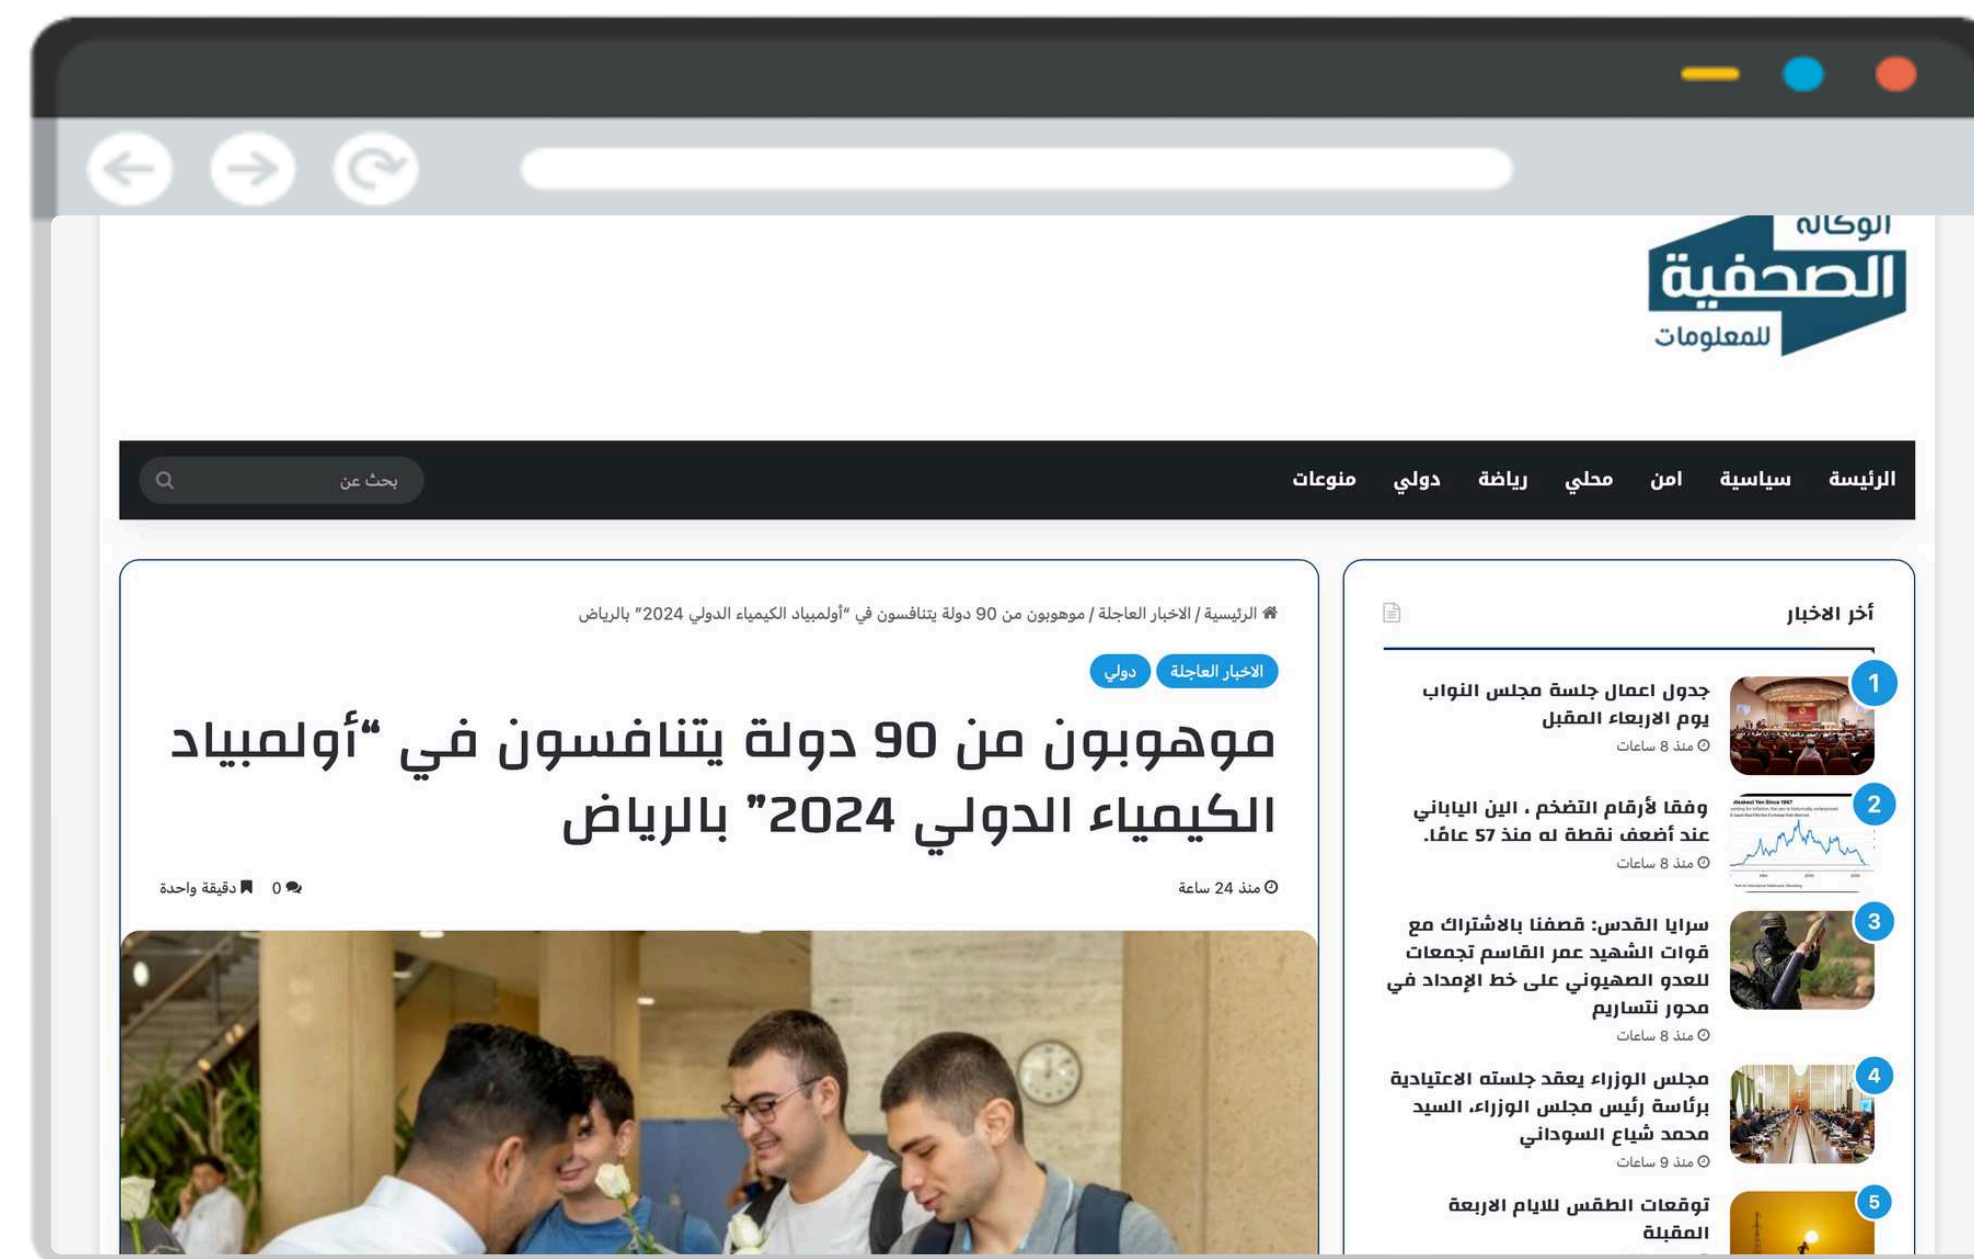 الوكالة
الصحفية
للمعلومات
الرئيسة سياسية امن محلي رياضة دولي منوعات بحث عن
أخر الاخبار
1
جدول اعمال جلسة مجلس النواب
يوم الاربعاء المقبل
منذ 8 ساعات
2
وفقا لأرقام التضخم ، الين الياباني
عند أضعف نقطة له منذ 57 عامًا.
منذ 8 ساعات
3
سرايا القدس: قصفنا بالاشتراك مع
قوات الشهيد عمر القاسم تجمعات
للعدو الصهيوني على خط الإمداد في
محور نتساريم
منذ 8 ساعات
4
مجلس الوزراء يعقد جلسته الاعتيادية
برئاسة رئيس مجلس الوزراء، السيد
محمد شياع السوداني
منذ 9 ساعات
5
توقعات الطقس للايام الاربعة
المقبلة
الرئيسية / الاخبار العاجلة / موهوبون من 90 دولة يتنافسون في “أولمبياد الكيمياء الدولي 2024” بالرياض
الاخبار العاجلة دولي
موهوبون من 90 دولة يتنافسون في “أولمبياد
الكيمياء الدولي 2024” بالرياض
منذ 24 ساعة 0 دقيقة واحدة